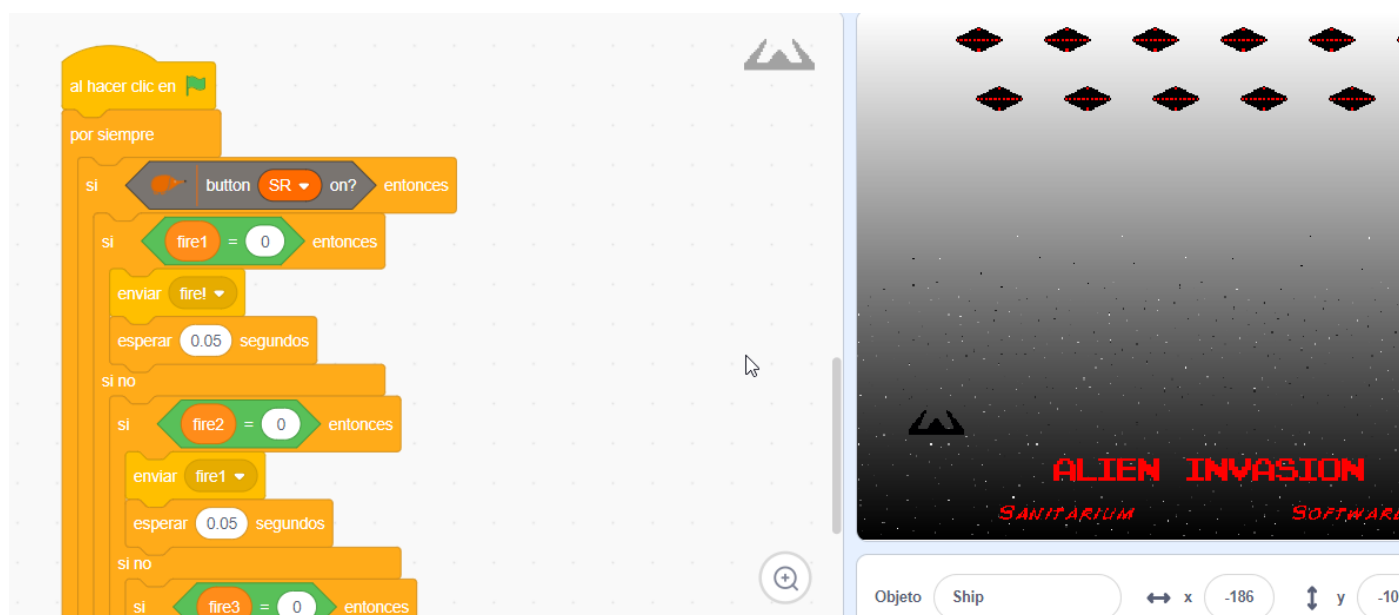 al hacer clic en
por siempre
si button SR on? entonces
si fire1 = 0 entonces
enviar fire!
esperar 0.05 segundos
si no
si fire2 = 0 entonces
enviar fire1
esperar 0.05 segundos
si no
si fire3 = 0 entonces
ALIEN INVASION
SANITARIUM SOFTWARE
Objeto Ship x -186 y